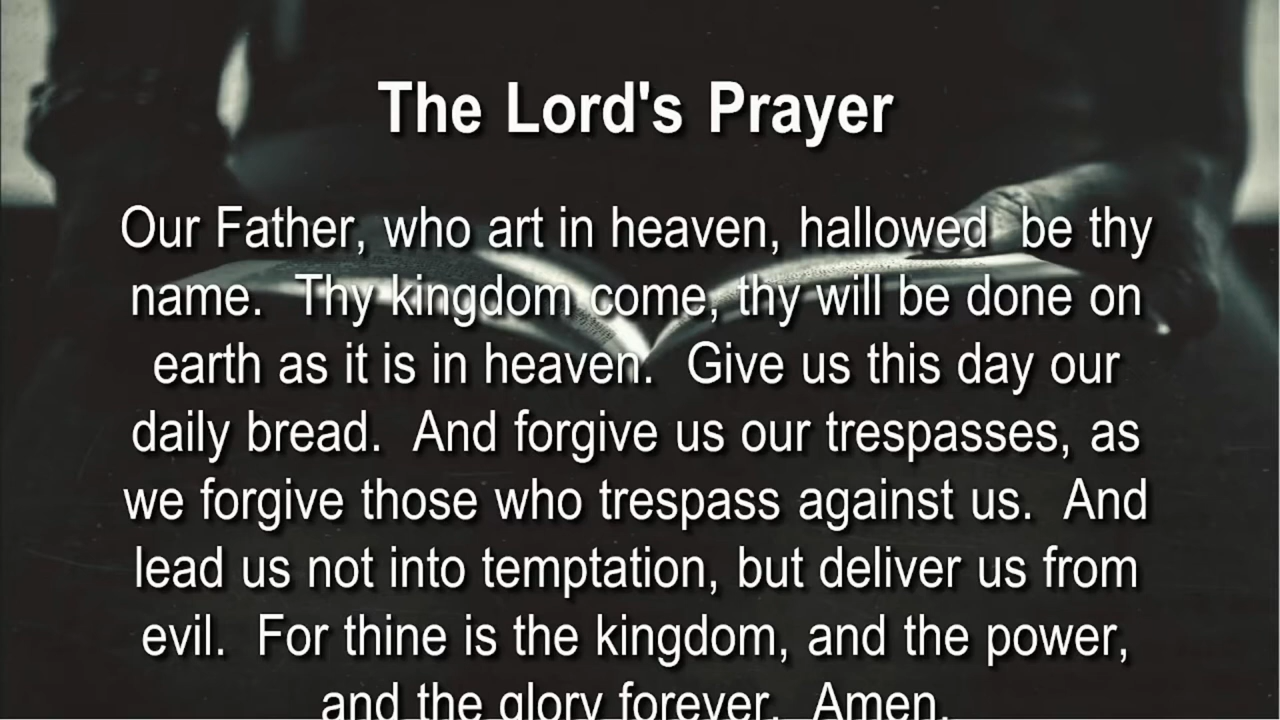 The Lord's Prayer
Our Father, who art in heaven, hallowed  be thy
name.  Thy kingdom come, thy will be done on
earth as it is in heaven.  Give us this day our
daily bread.  And forgive us our trespasses, as
we forgive those who trespass against us.  And
lead us not into temptation, but deliver us from
evil.  For thine is the kingdom, and the power,
and the glory forever.  Amen.